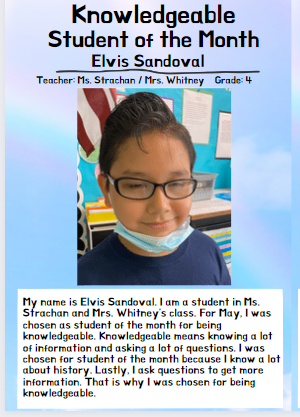 Knowledgeable
Student of the Month
Elvis Sandoval
Teacher: Ms. Strachan / Mrs. Whitney Grade: 4
My name is Elvis Sandoval. I am a student in Ms.
Strachan and Mrs. Whitney's class. For May, I was
chosen as student of the month for being
knowledgeable. Knowledgeable means knowing a lot
of information and asking a lot of questions. I was
chosen for student of the month because I know a lot
about history. Lastly, I ask questions to get more
information. That is why I was chosen for being
knowledgeable.